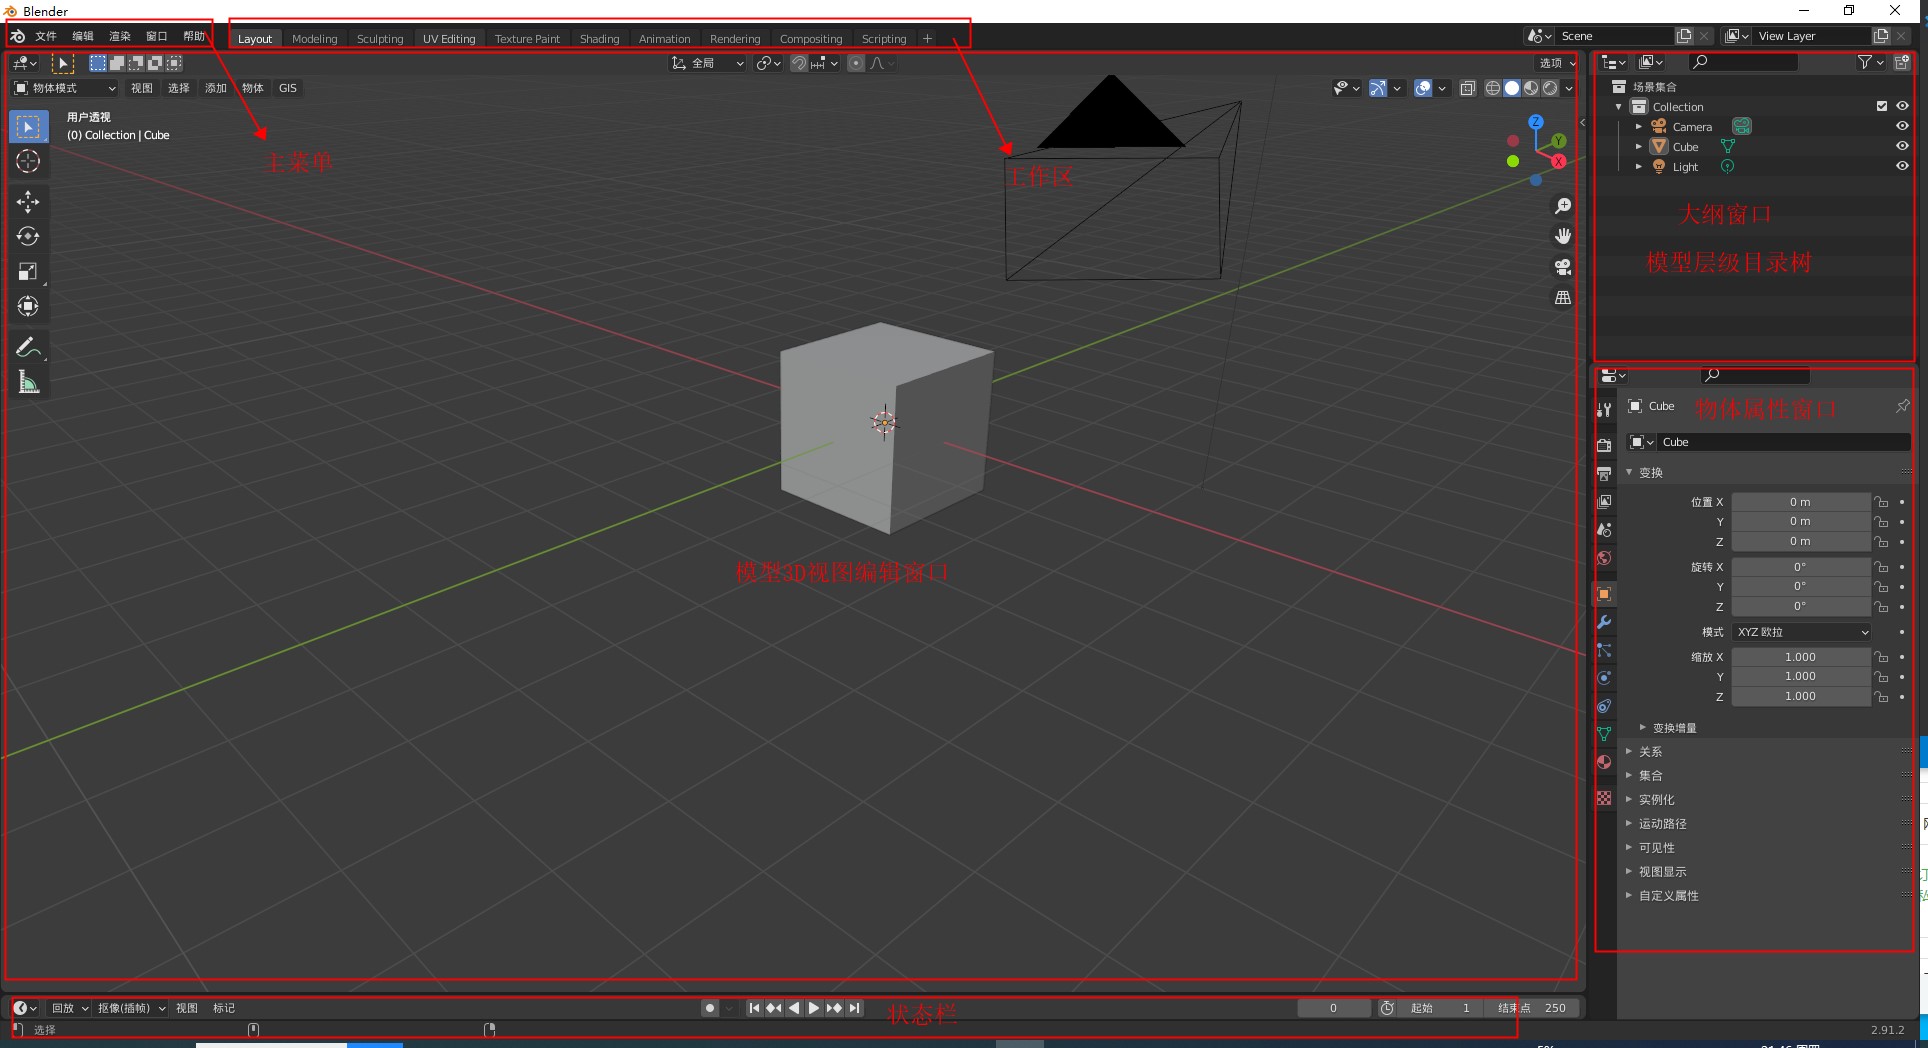 Blender
文件 编辑 渲染 窗口 帮助
Layout Modeling Sculpting UV Editing Texture Paint Shading Animation Rendering Compositing Scripting +
Scene View Layer
全局
选项
物体模式 视图 选择 添加 物体 GIS
用户透视
(0) Collection | Cube
主菜单
工作区
Z
Y
X
场景集合
Collection
Camera
Cube
Light
大纲窗口
模型层级目录树
Cube 物体属性窗口
Cube
变换
位置 X 0 m
Y 0 m
Z 0 m
旋转 X 0°
Y 0°
Z 0°
模式 XYZ 欧拉
缩放 X 1.000
Y 1.000
Z 1.000
变换增量
关系
集合
实例化
运动路径
可见性
视图显示
自定义属性
模型3D视图编辑窗口
回放 抠像(插帧) 视图 标记
状态栏
0 起始 1 结束点 250
选择
2.91.2